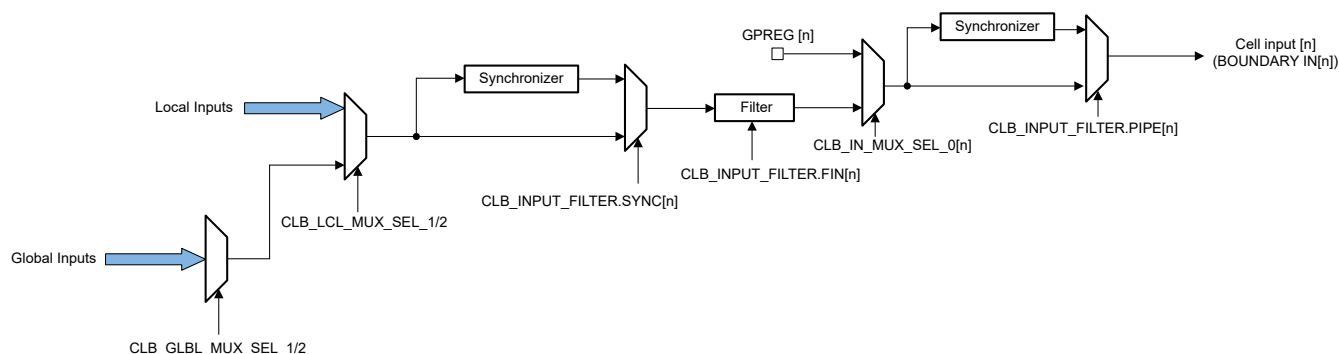 GPREG [n]
Synchronizer
Cell input [n]
(BOUNDARY IN[n])
Synchronizer
Local Inputs
Filter
CLB_INPUT_FILTER.PIPE[n]
CLB_IN_MUX_SEL_0[n]
CLB_INPUT_FILTER.FIN[n]
CLB_INPUT_FILTER.SYNC[n]
CLB_LCL_MUX_SEL_1/2
Global Inputs
CLB_GLBL_MUX_SEL_1/2